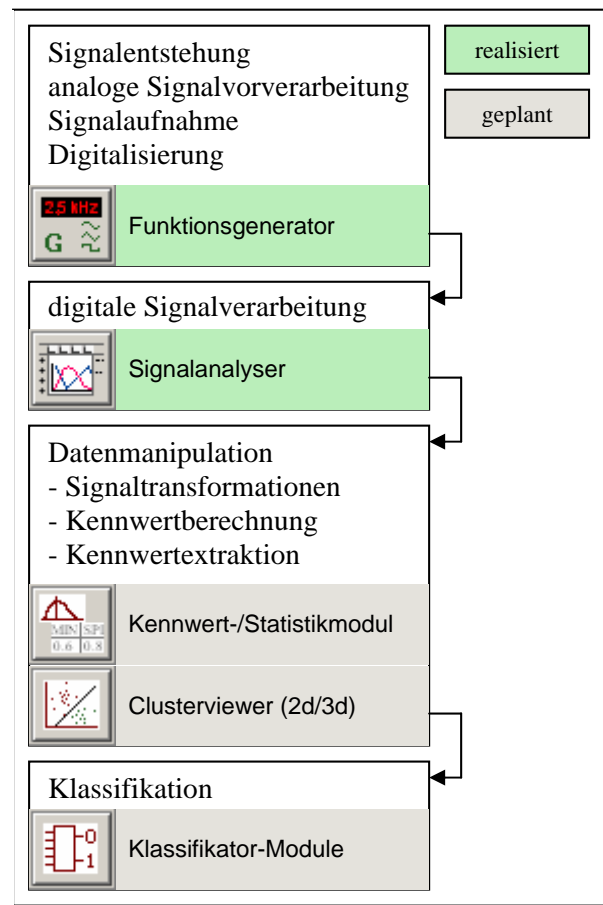 Signalentstehung
analoge Signalvorverarbeitung
Signalaufnahme
Digitalisierung
realisiert
geplant
2,5 kHz
G
Funktionsgenerator
digitale Signalverarbeitung
Signalanalyser
Datenmanipulation
- Signaltransformationen
- Kennwertberechnung
- Kennwertextraktion
MIN SPI
0.6 0.8
Kennwert-/Statistikmodul
Clusterviewer (2d/3d)
Klassifikation
0
1
Klassifikator-Module